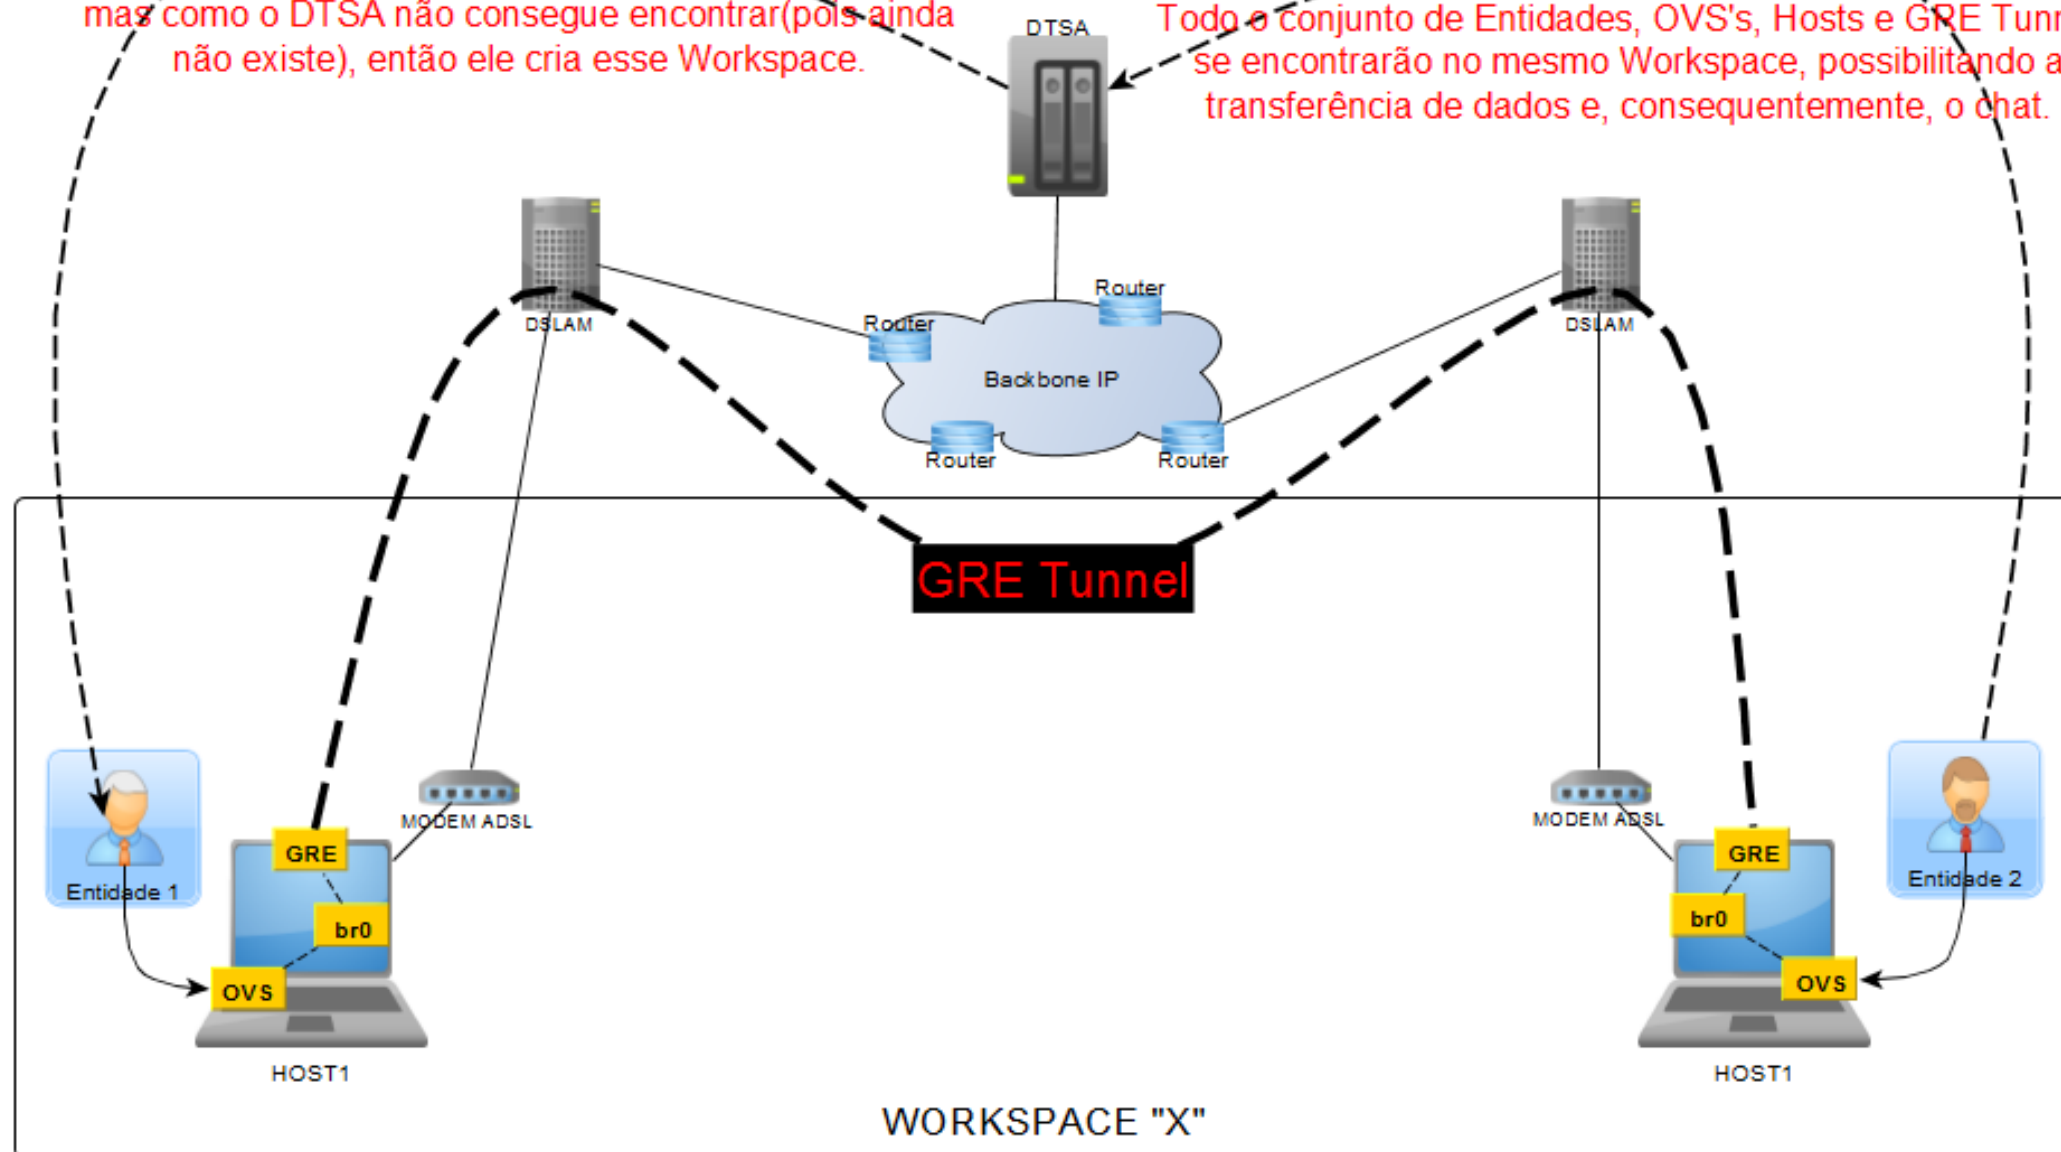 mas como o DTSA não consegue encontrar(pois ainda
não existe), então ele cria esse Workspace.
DTSA
Todo o conjunto de Entidades, OVS's, Hosts e GRE
se encontrarão no mesmo Workspace, possibilitando a
transferência de dados e, consequentemente, o chat.
DSLAM
Router
Router
DSLAM
Backbone IP
Router
Router
GRE Tunnel
MODEM ADSL
MODEM ADSL
GRE
GRE
Entidade 1
Entidade 2
br0
br0
OVS
OVS
HOST1
HOST1
WORKSPACE "X"